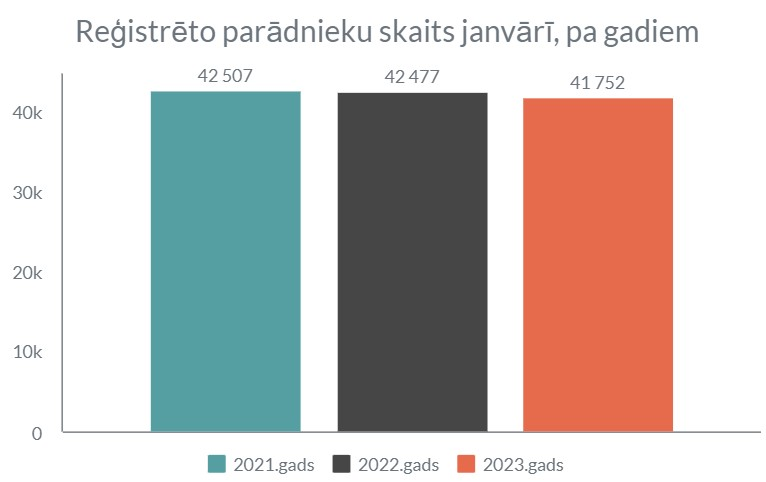 Reģistrēto parādnieku skaits janvārī, pa gadiem
42 507
42 477
41 752
40k
30k
20k
10k
0
2021.gads
2022.gads
2023.gads